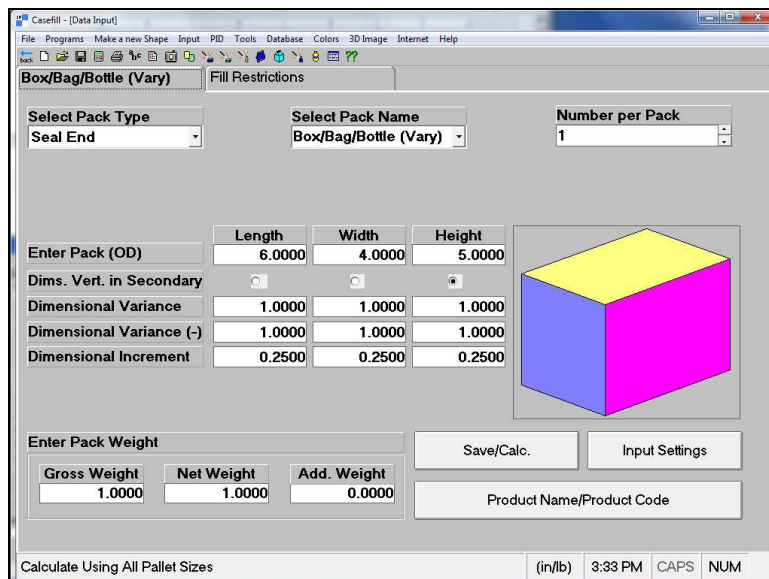 Casefill - [Data Input]
File Programs Make a new Shape Input PID Tools Database Colors 3D Image Internet Help
back abc ??
Box/Bag/Bottle (Vary) Fill Restrictions
Select Pack Type Select Pack Name Number per Pack
Seal End Box/Bag/Bottle (Vary) 1
Length Width Height
Enter Pack (OD) 6.0000 4.0000 5.0000
Dims. Vert. in Secondary
Dimensional Variance 1.0000 1.0000 1.0000
Dimensional Variance (-) 1.0000 1.0000 1.0000
Dimensional Increment 0.2500 0.2500 0.2500
Enter Pack Weight Save/Calc. Input Settings
Gross Weight Net Weight Add. Weight
1.0000 1.0000 0.0000
Product Name/Product Code
Calculate Using All Pallet Sizes (in/lb) 3:33 PM CAPS NUM